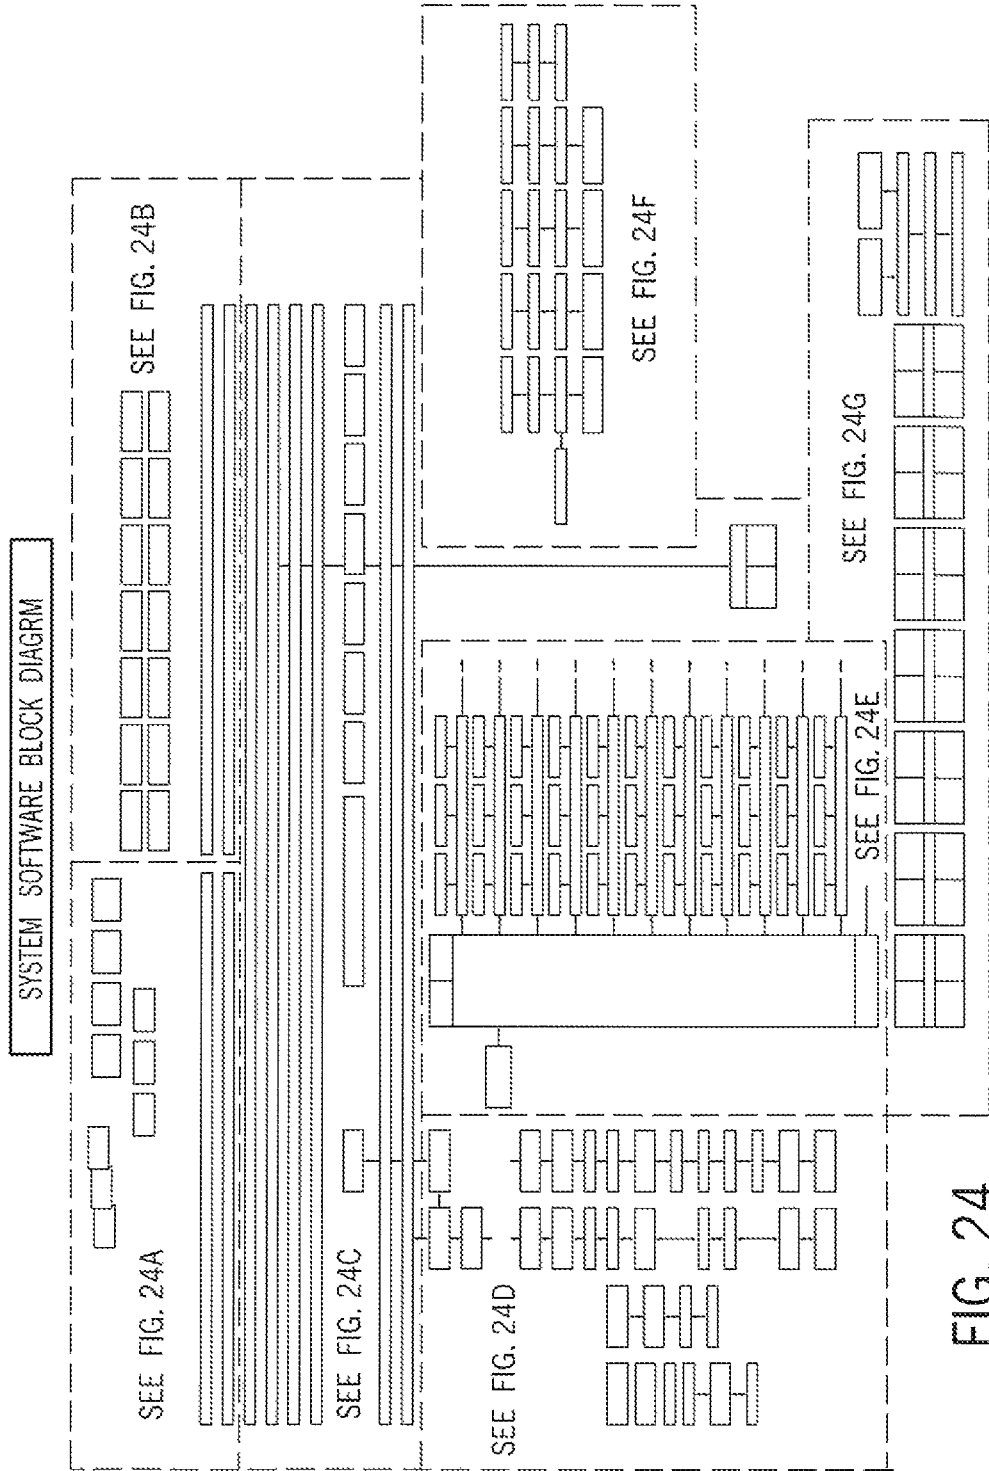 SYSTEM SOFTWARE BLOCK DIAGRM
SEE FIG. 24A
SEE FIG. 24B
SEE FIG. 24C
SEE FIG. 24D
SEE FIG. 24E
SEE FIG. 24F
SEE FIG. 24G
FIG. 24